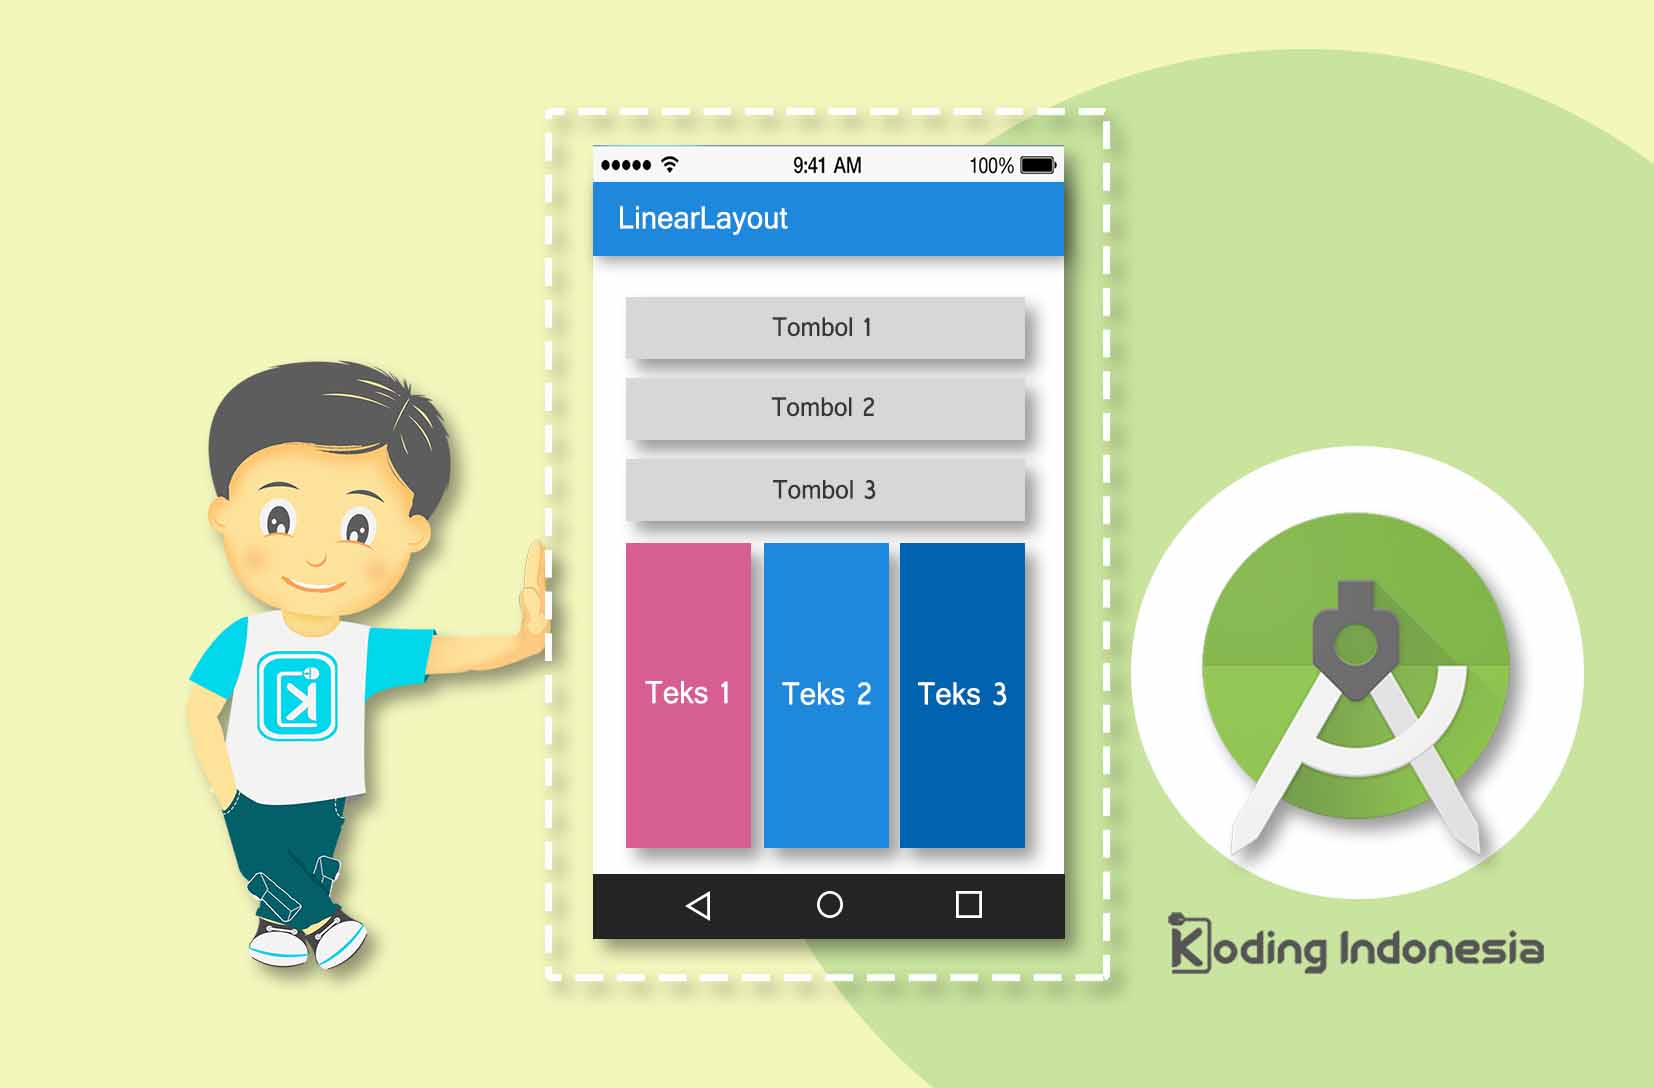 9:41 AM
100%
LinearLayout
Tombol 1
Tombol 2
Tombol 3
Teks 1
Teks 2
Teks 3
K
Koding Indonesia